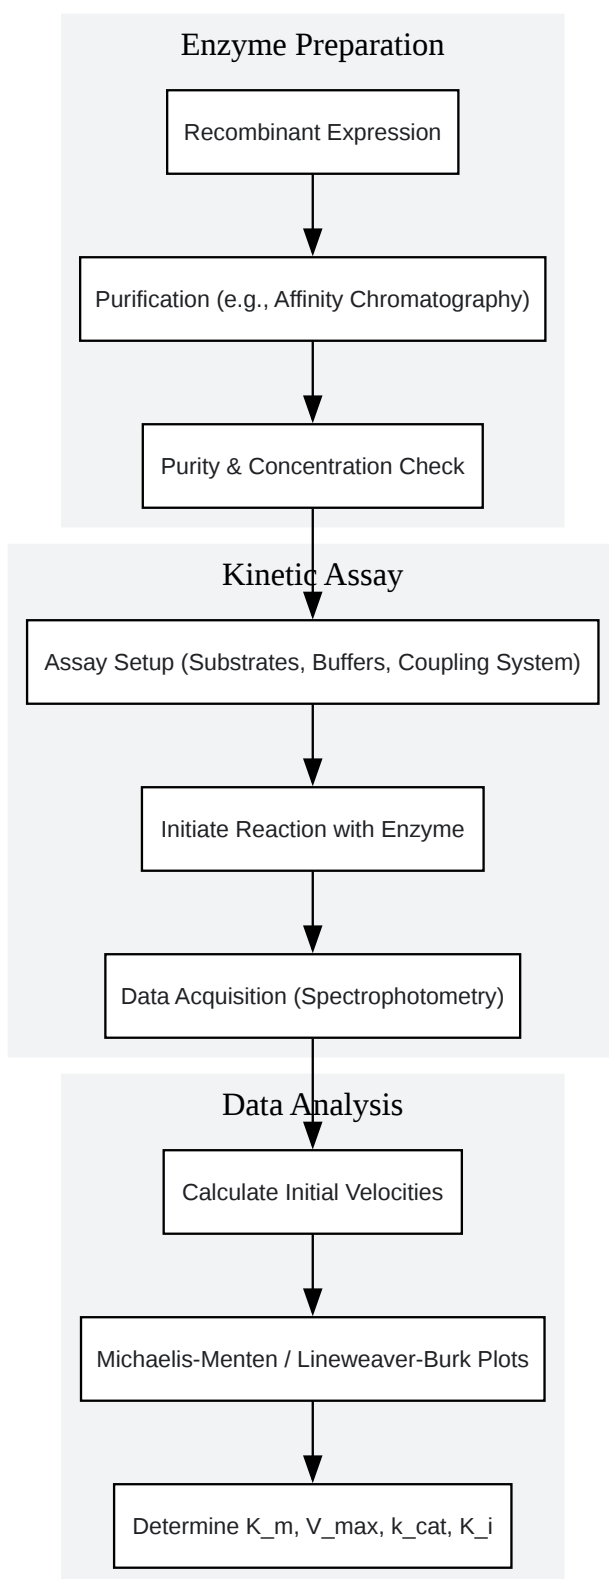 Enzyme Preparation
Recombinant Expression
Purification (e.g., Affinity Chromatography)
Purity & Concentration Check
Kinetic Assay
Assay Setup (Substrates, Buffers, Coupling System)
Initiate Reaction with Enzyme
Data Acquisition (Spectrophotometry)
Data Analysis
Calculate Initial Velocities
Michaelis-Menten / Lineweaver-Burk Plots
Determine K_m, V_max, k_cat, K_i